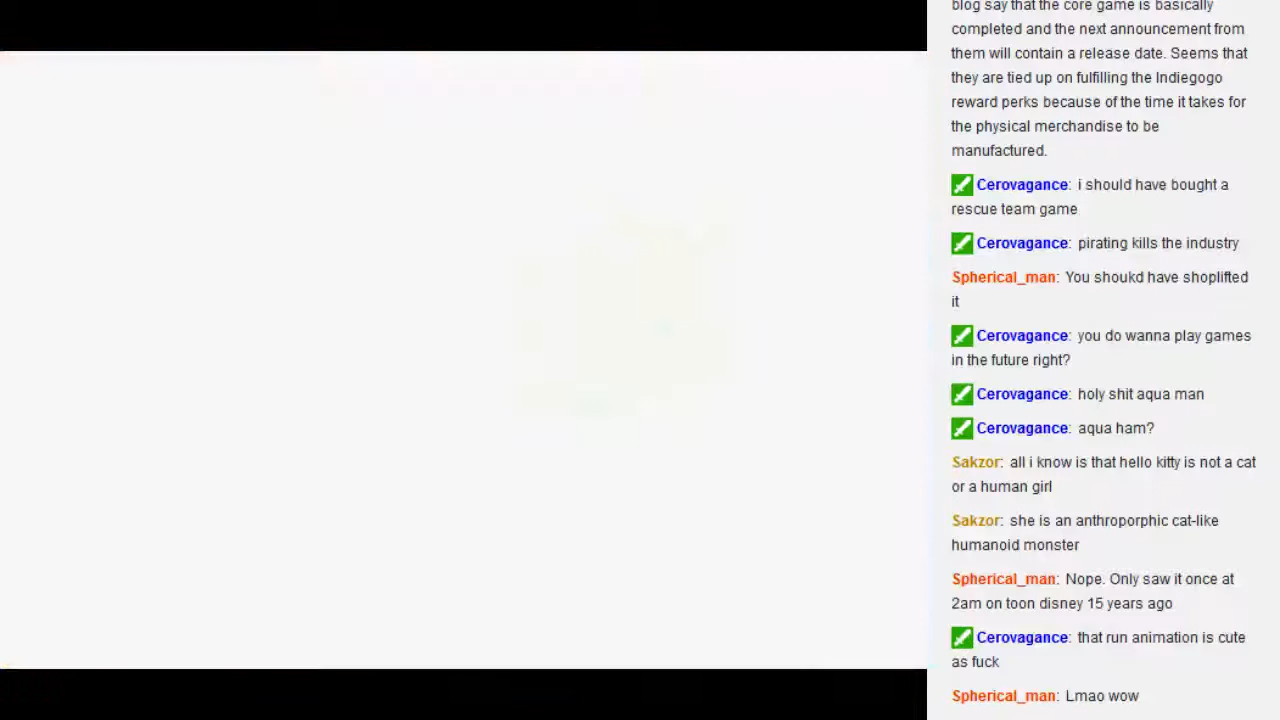 blog say that the core game is basically
completed and the next announcement from
them will contain a release date. Seems that
they are tied up on fulfilling the Indiegogo
reward perks because of the time it takes for
the physical merchandise to be
manufactured.
Cerovagance: i should have bought a
rescue team game
Cerovagance: pirating kills the industry
Spherical_man: You shoukd have shoplifted
it
Cerovagance: you do wanna play games
in the future right?
Cerovagance: holy shit aqua man
Cerovagance: aqua ham?
Sakzor: all i know is that hello kitty is not a cat
or a human girl
Sakzor: she is an anthroporphic cat-like
humanoid monster
Spherical_man: Nope. Only saw it once at
2am on toon disney 15 years ago
Cerovagance: that run animation is cute
as fuck
Spherical_man: Lmao wow